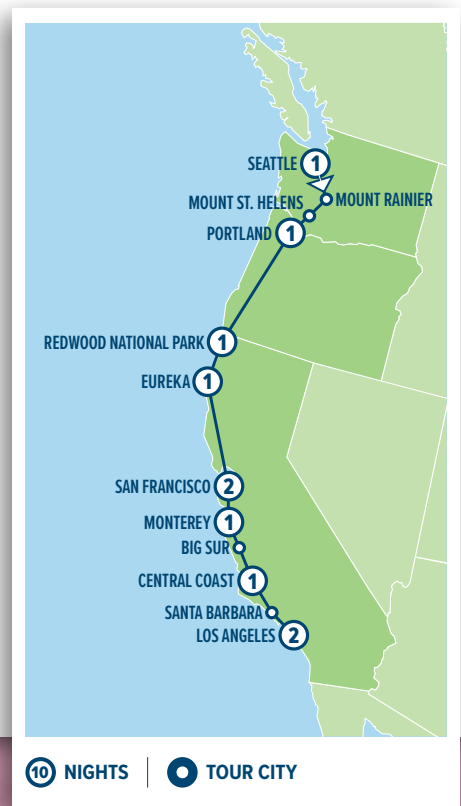 SEATTLE 1
MOUNT RAINIER
MOUNT ST. HELENS
PORTLAND 1
REDWOOD NATIONAL PARK 1
EUREKA 1
SAN FRANCISCO 2
MONTEREY 1
BIG SUR
CENTRAL COAST 1
SANTA BARBARA
LOS ANGELES 2
10 NIGHTS | TOUR CITY